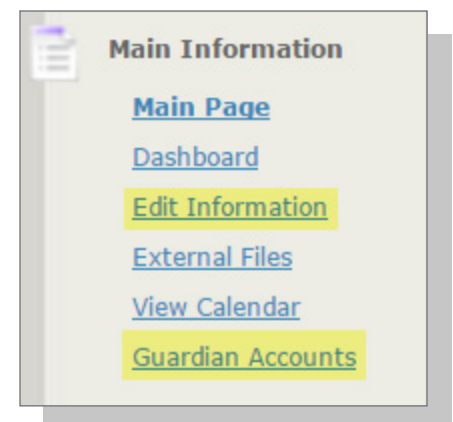 Main Information
Main Page
Dashboard
Edit Information
External Files
View Calendar
Guardian Accounts